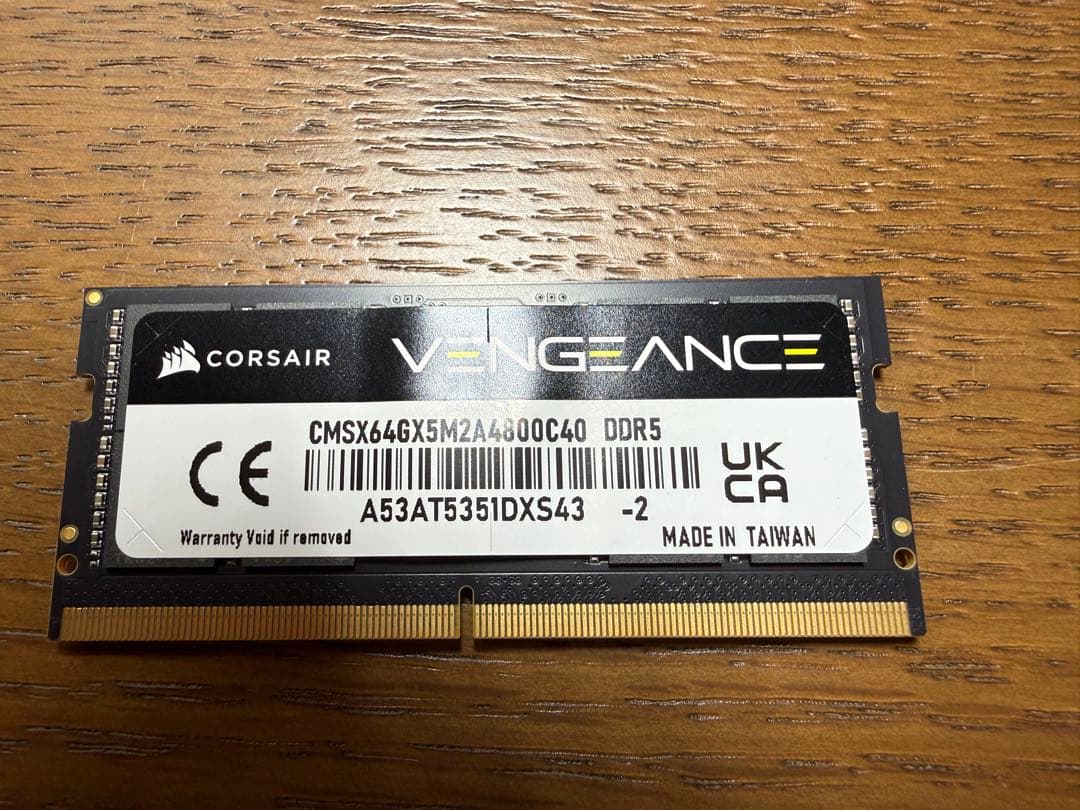 CORSAIR VENGEANCE
CMSX64GX5M2A4800C40 DDR5
CE
UK
CA
A53AT5351DXS43 -2
Warranty Void if removed
MADE IN TAIWAN